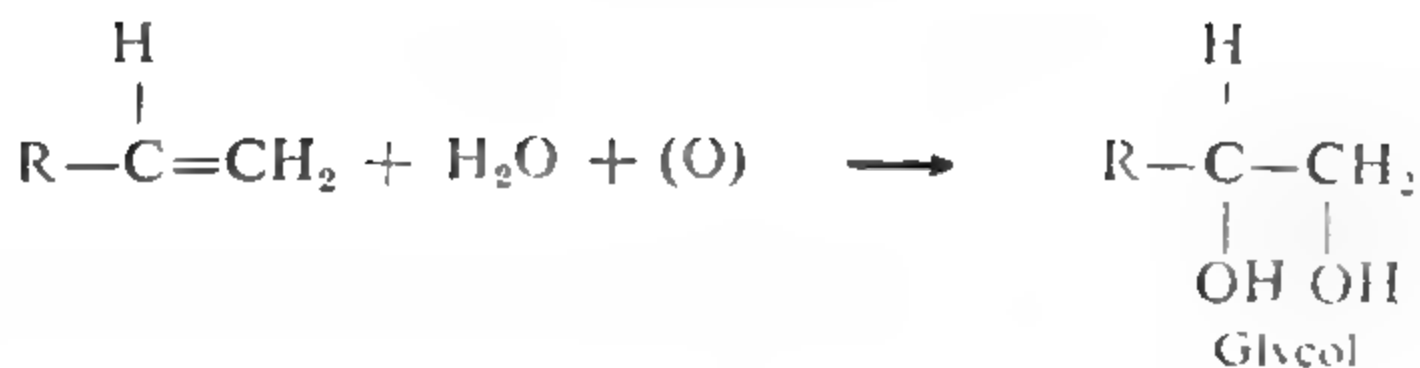 H H
R—C=CH₂ + H₂O + (O) ⟶ R—C—CH₂
OH OH
Glycol